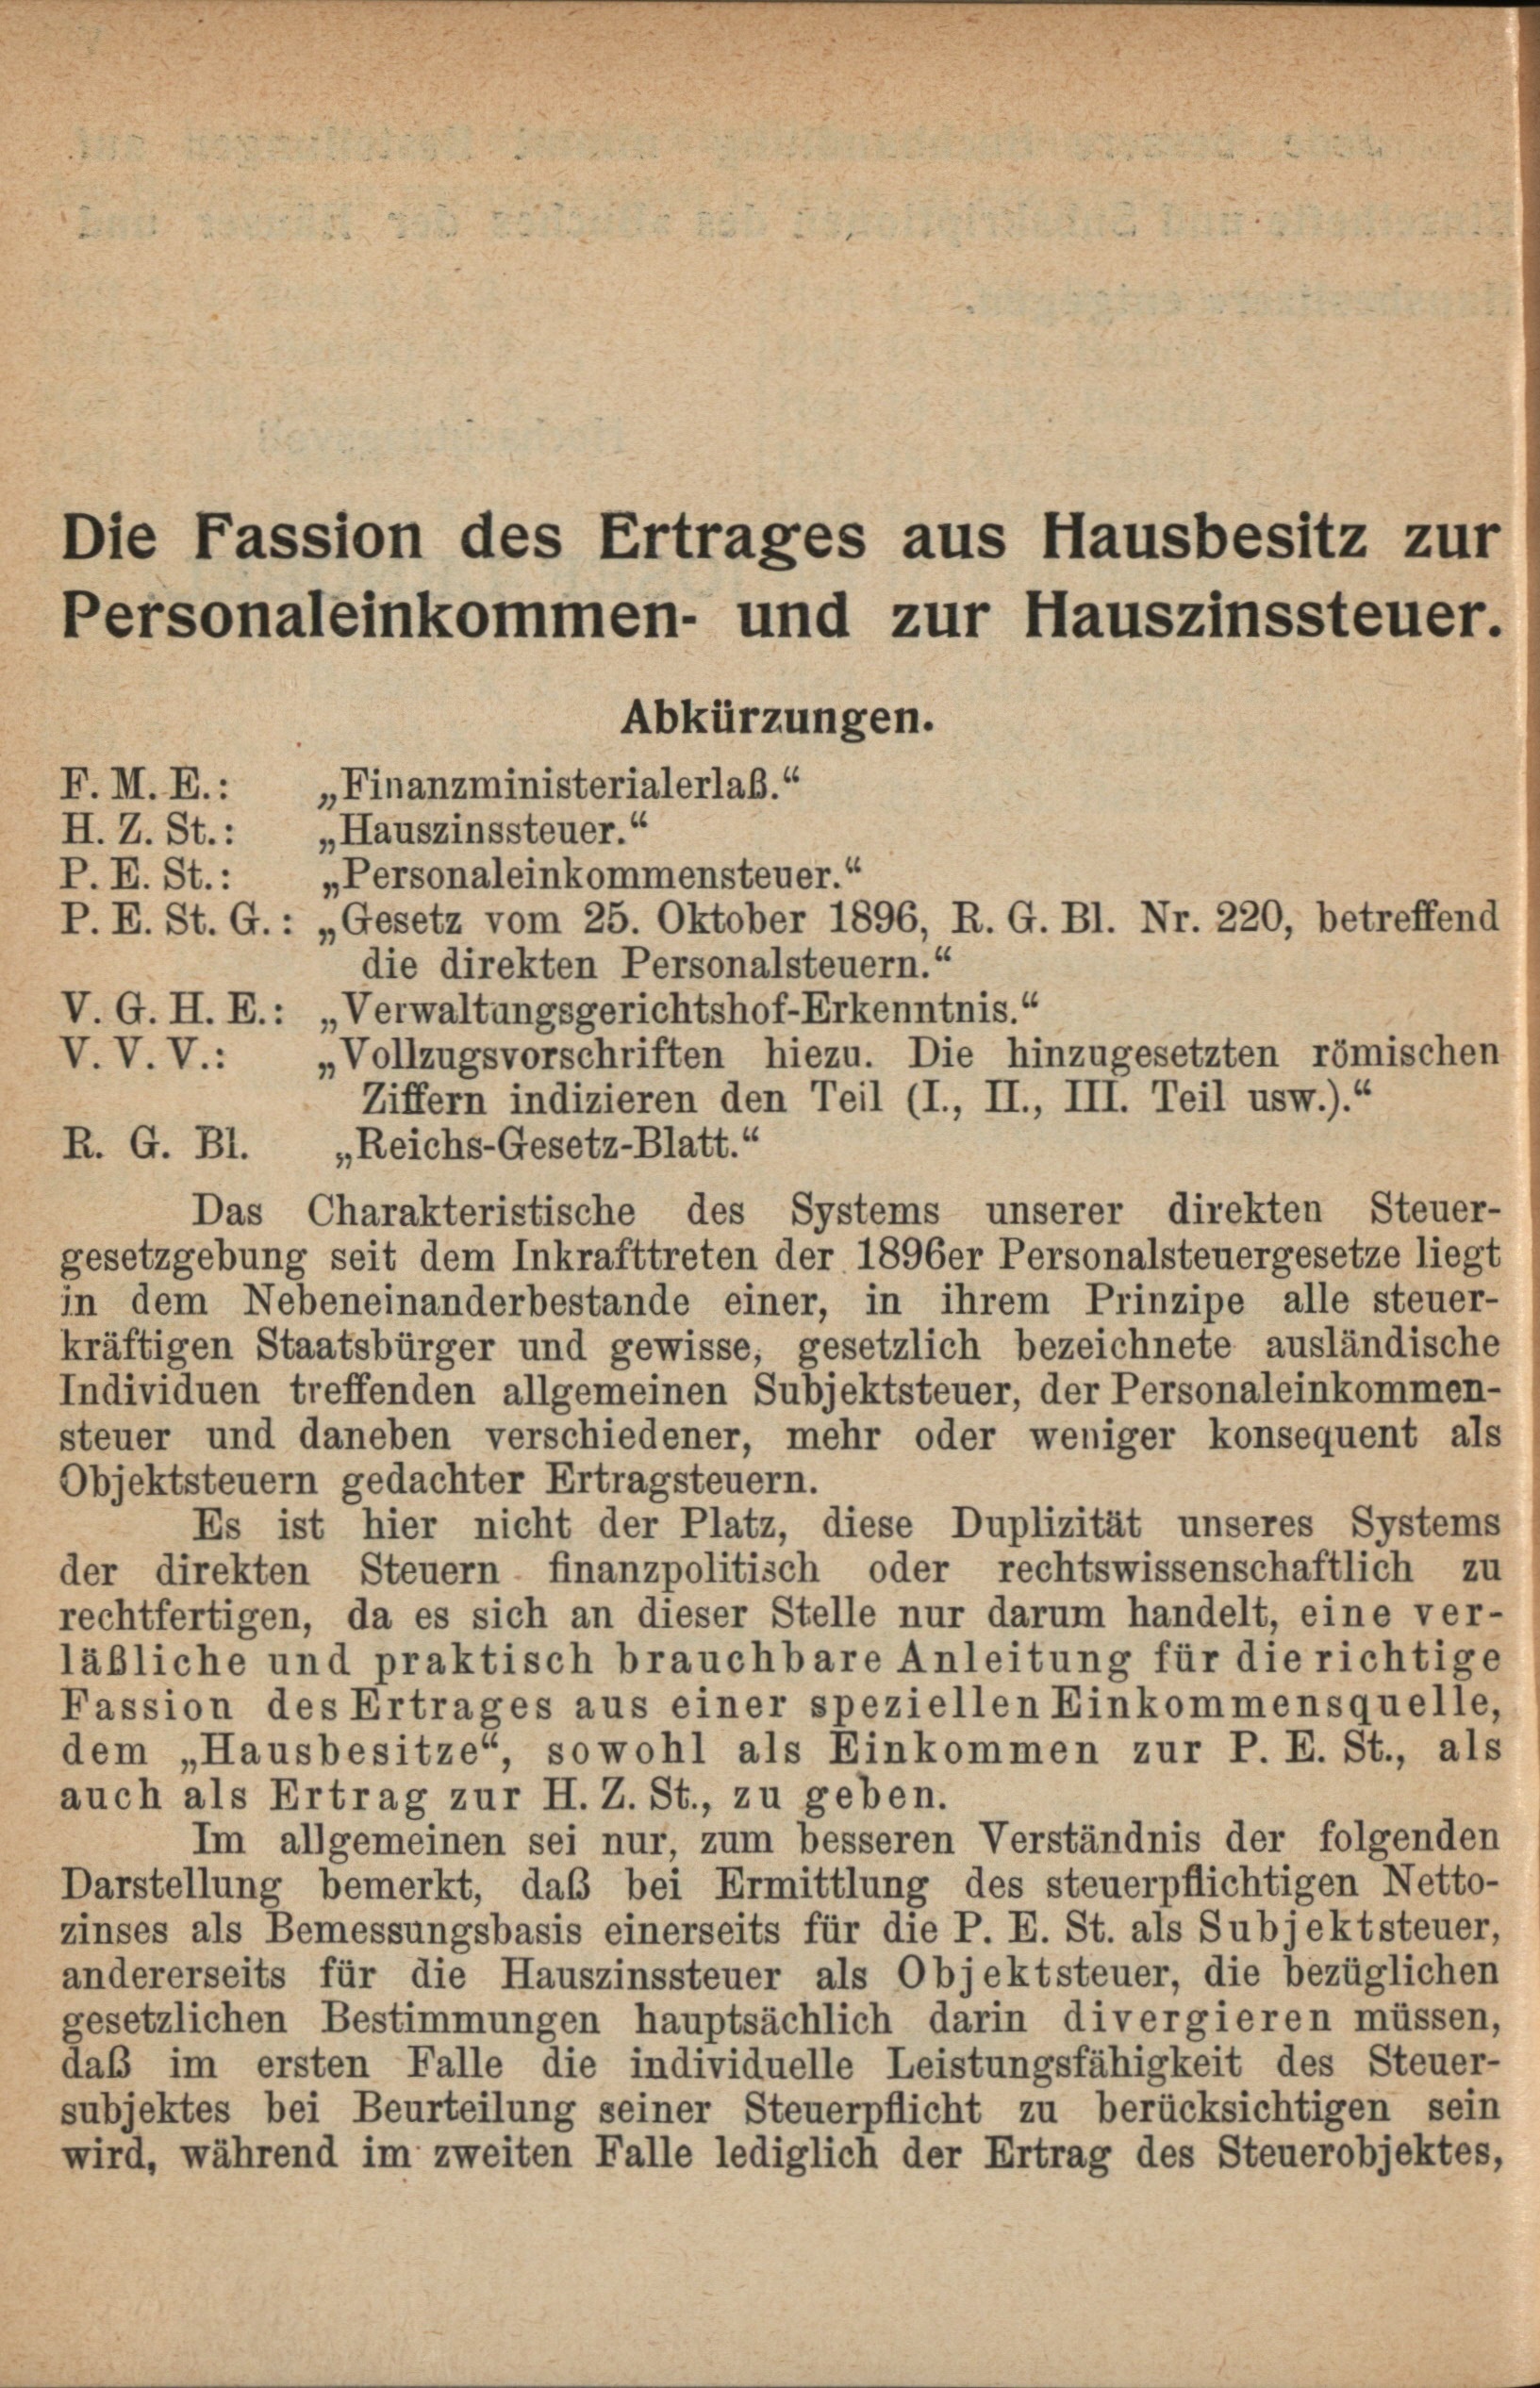 Die Fassion des Ertrages aus Hausbesitz zur
Personaleinkommen- und zur Hauszinssteuer.
Abkürzungen.
F. M. E.: „Finanzministerialerlaß.“
H. Z. St.: „Hauszinssteuer.“
P. E. St.: „Personaleinkommensteuer.“
P. E. St. G.: „Gesetz vom 25. Oktober 1896, R. G. Bl. Nr. 220, betreffend
die direkten Personalsteuern.“
V. G. H. E.: „Verwaltungsgerichtshof-Erkenntnis.“
V. V. V.: „Vollzugsvorschriften hiezu. Die hinzugesetzten römischen
Ziffern indizieren den Teil (I., II., III. Teil usw.).“
R. G. Bl. „Reichs-Gesetz-Blatt.“
Das Charakteristische des Systems unserer direkten Steuer-
gesetzgebung seit dem Inkrafttreten der 1896er Personalsteuergesetze liegt
in dem Nebeneinanderbestande einer, in ihrem Prinzipe alle steuer-
kräftigen Staatsbürger und gewisse, gesetzlich bezeichnete ausländische
Individuen treffenden allgemeinen Subjektsteuer, der Personaleinkommen-
steuer und daneben verschiedener, mehr oder weniger konsequent als
Objektsteuern gedachter Ertragsteuern.
Es ist hier nicht der Platz, diese Duplizität unseres Systems
der direkten Steuern finanzpolitisch oder rechtswissenschaftlich zu
rechtfertigen, da es sich an dieser Stelle nur darum handelt, eine ver-
läßliche und praktisch brauchbare Anleitung für die richtige
Fassion des Ertrages aus einer speziellen Einkommensquelle,
dem „Hausbesitze“, sowohl als Einkommen zur P. E. St., als
auch als Ertrag zur H. Z. St., zu geben.
Im allgemeinen sei nur, zum besseren Verständnis der folgenden
Darstellung bemerkt, daß bei Ermittlung des steuerpflichtigen Netto-
zinses als Bemessungsbasis einerseits für die P. E. St. als Subjektsteuer,
andererseits für die Hauszinssteuer als Objektsteuer, die bezüglichen
gesetzlichen Bestimmungen hauptsächlich darin divergieren müssen,
daß im ersten Falle die individuelle Leistungsfähigkeit des Steuer-
subjektes bei Beurteilung seiner Steuerpflicht zu berücksichtigen sein
wird, während im zweiten Falle lediglich der Ertrag des Steuerobjektes,